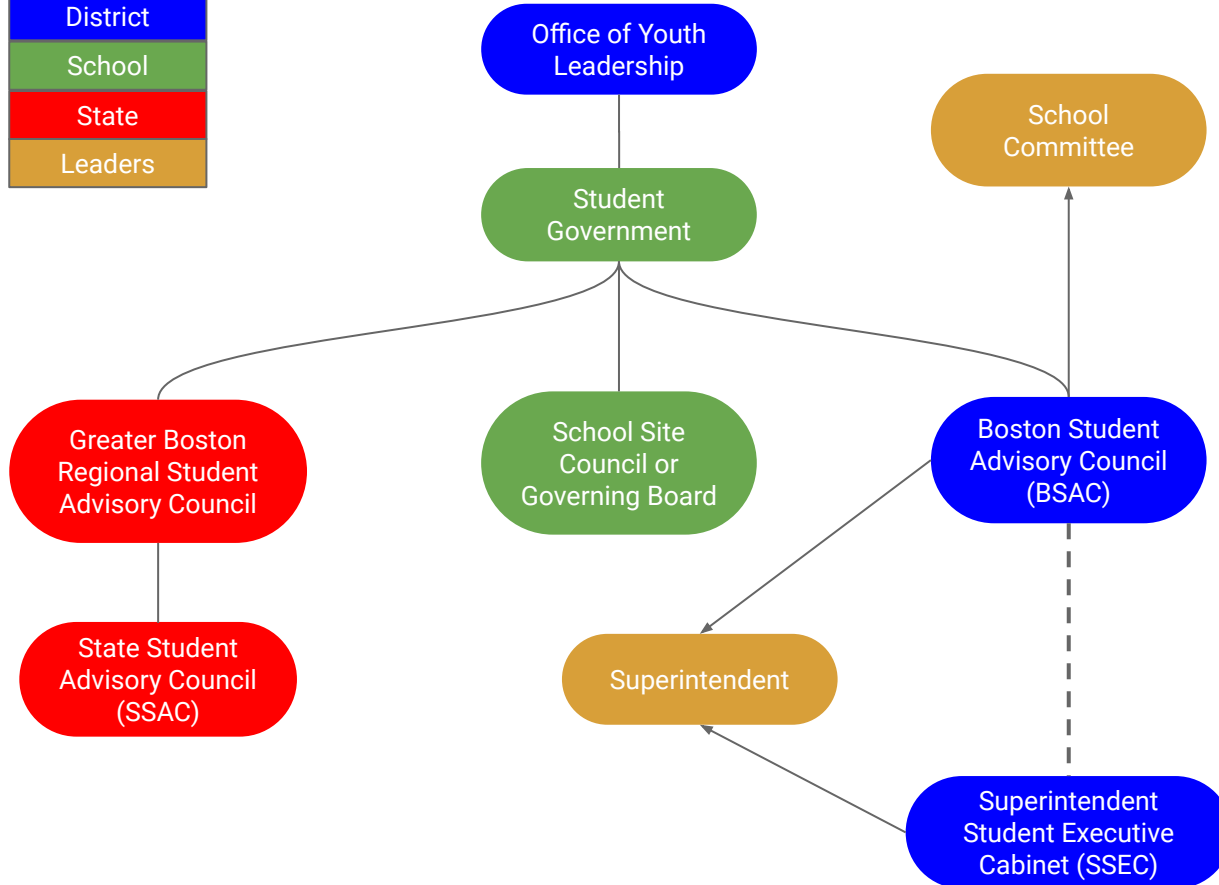 District
School
State
Leaders
Office of Youth
Leadership
School
Committee
Student
Government
Greater Boston
Regional Student
Advisory Council
School Site
Council or
Governing Board
Boston Student
Advisory Council
(BSAC)
State Student
Advisory Council
(SSAC)
Superintendent
Superintendent
Student Executive
Cabinet (SSEC)